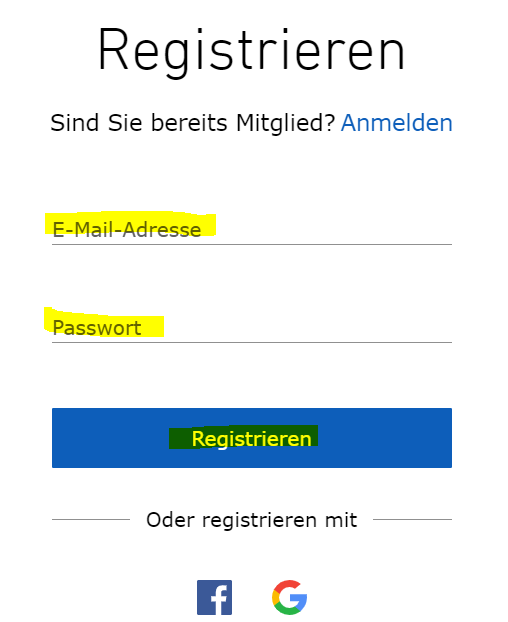 Registrieren
Sind Sie bereits Mitglied? Anmelden
E-Mail-Adresse
Passwort
Registrieren
Oder registrieren mit